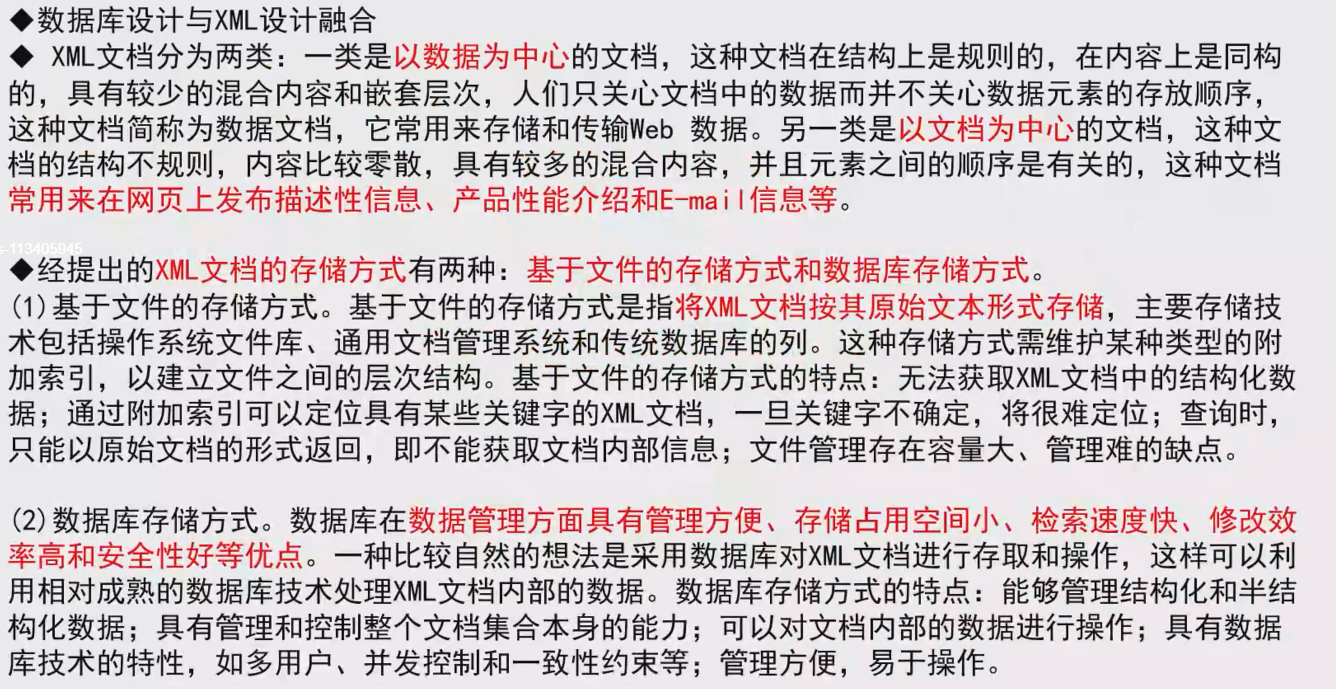 ◆数据库设计与XML设计融合
◆ XML文档分为两类：一类是以数据为中心的文档，这种文档在结构上是规则的，在内容上是同构
的，具有较少的混合内容和嵌套层次，人们只关心文档中的数据而并不关心数据元素的存放顺序，
这种文档简称为数据文档，它常用来存储和传输Web 数据。另一类是以文档为中心的文档，这种文
档的结构不规则，内容比较零散，具有较多的混合内容，并且元素之间的顺序是有关的，这种文档
常用来在网页上发布描述性信息、产品性能介绍和E-mail信息等。
s-113405945
◆经提出的XML文档的存储方式有两种：基于文件的存储方式和数据库存储方式。
(1)基于文件的存储方式。基于文件的存储方式是指将XML文档按其原始文本形式存储，主要存储技
术包括操作系统文件库、通用文档管理系统和传统数据库的列。这种存储方式需维护某种类型的附
加索引，以建立文件之间的层次结构。基于文件的存储方式的特点：无法获取XML文档中的结构化数
据；通过附加索引可以定位具有某些关键字的XML文档，一旦关键字不确定，将很难定位；查询时，
只能以原始文档的形式返回，即不能获取文档内部信息；文件管理存在容量大、管理难的缺点。
(2)数据库存储方式。数据库在数据管理方面具有管理方便、存储占用空间小、检索速度快、修改效
率高和安全性好等优点。一种比较自然的想法是采用数据库对XML文档进行存取和操作，这样可以利
用相对成熟的数据库技术处理XML文档内部的数据。数据库存储方式的特点：能够管理结构化和半结
构化数据；具有管理和控制整个文档集合本身的能力；可以对文档内部的数据进行操作；具有数据
库技术的特性，如多用户、并发控制和一致性约束等；管理方便，易于操作。